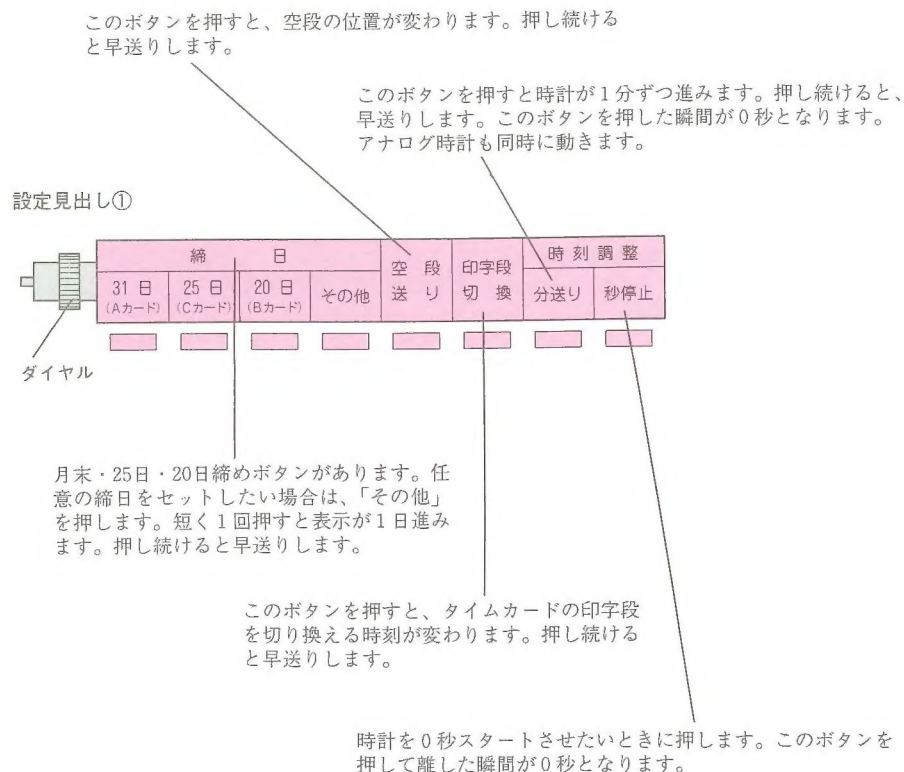 このボタンを押すと、空段の位置が変わります。押し続ける
と早送りします。
このボタンを押すと時計が1分ずつ進みます。押し続けると、
早送りします。このボタンを押した瞬間が0秒となります。
アナログ時計も同時に動きます。
設定見出し①
締 日
空 段
送 り
印字段
切 換
時 刻 調 整
31 日
(Aカード)
25 日
(Cカード)
20 日
(Bカード)
その他
分送り
秒停止
ダイヤル
月末・25日・20日締めボタンがあります。任
意の締日をセットしたい場合は、「その他」
を押します。短く1回押すと表示が1日進み
ます。押し続けると早送りします。
このボタンを押すと、タイムカードの印字段
を切り換える時刻が変わります。押し続ける
と早送りします。
時計を0秒スタートさせたいときに押します。このボタンを
押して離した瞬間が0秒となります。